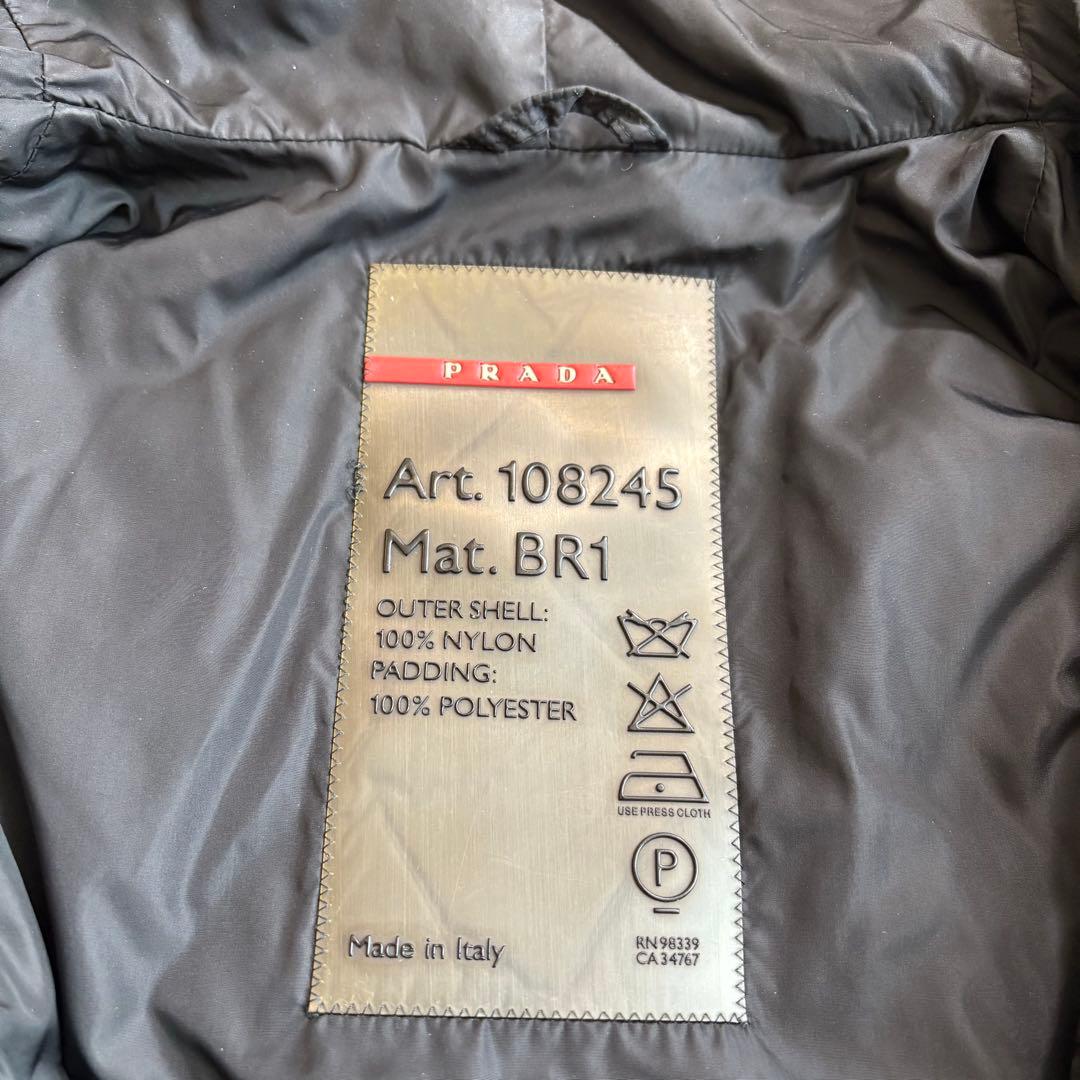 PRADA
Art. 108245
Mat. BR1
OUTER SHELL:
100% NYLON
PADDING:
100% POLYESTER
USE PRESS CLOTH
P
Made in Italy
RN 98339
CA 34767